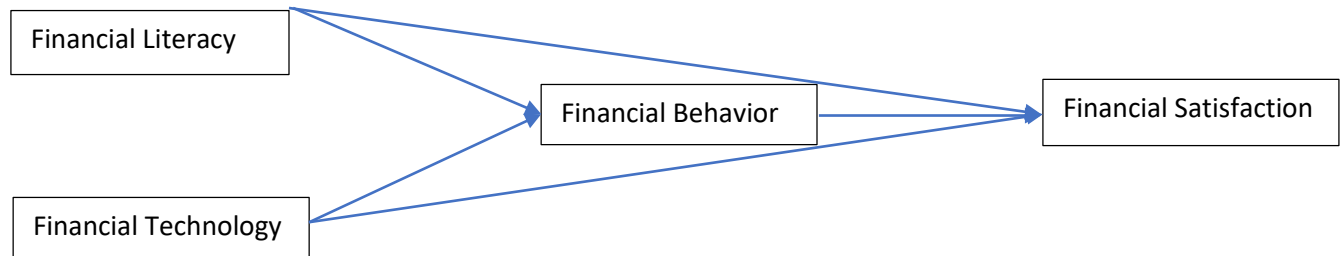 Financial Literacy
Financial Behavior
Financial Satisfaction
Financial Technology